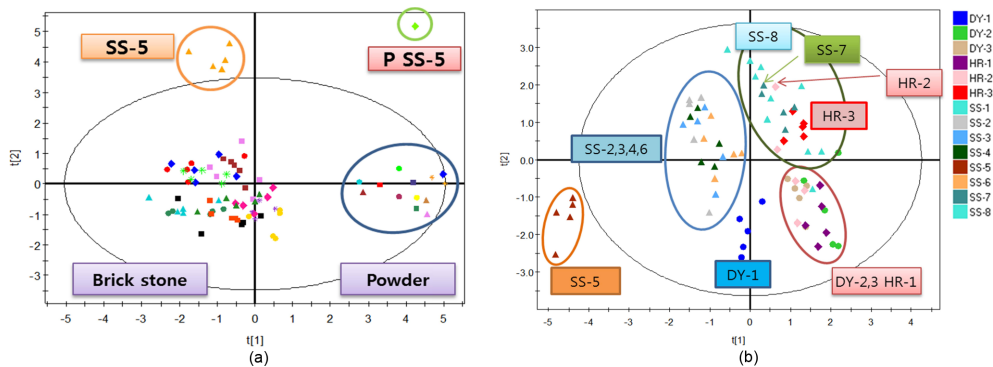 SS-5
P SS-5
Brick stone
Powder
t[2]
5
4
3
2
1
0
-1
-2
-3
-5
-4
-3
-2
-1
0
1
2
3
4
5
t[1]
(a)
SS-8
SS-7
HR-2
HR-3
SS-2,3,4,6
SS-5
DY-1
DY-2,3 HR-1
t[2]
3.0
2.0
1.0
0.0
-1.0
-2.0
-3.0
-5
-4
-3
-2
-1
0
1
2
3
4
5
t[1]
(b)
DY-1
DY-2
DY-3
HR-1
HR-2
HR-3
SS-1
SS-2
SS-3
SS-4
SS-5
SS-6
SS-7
SS-8